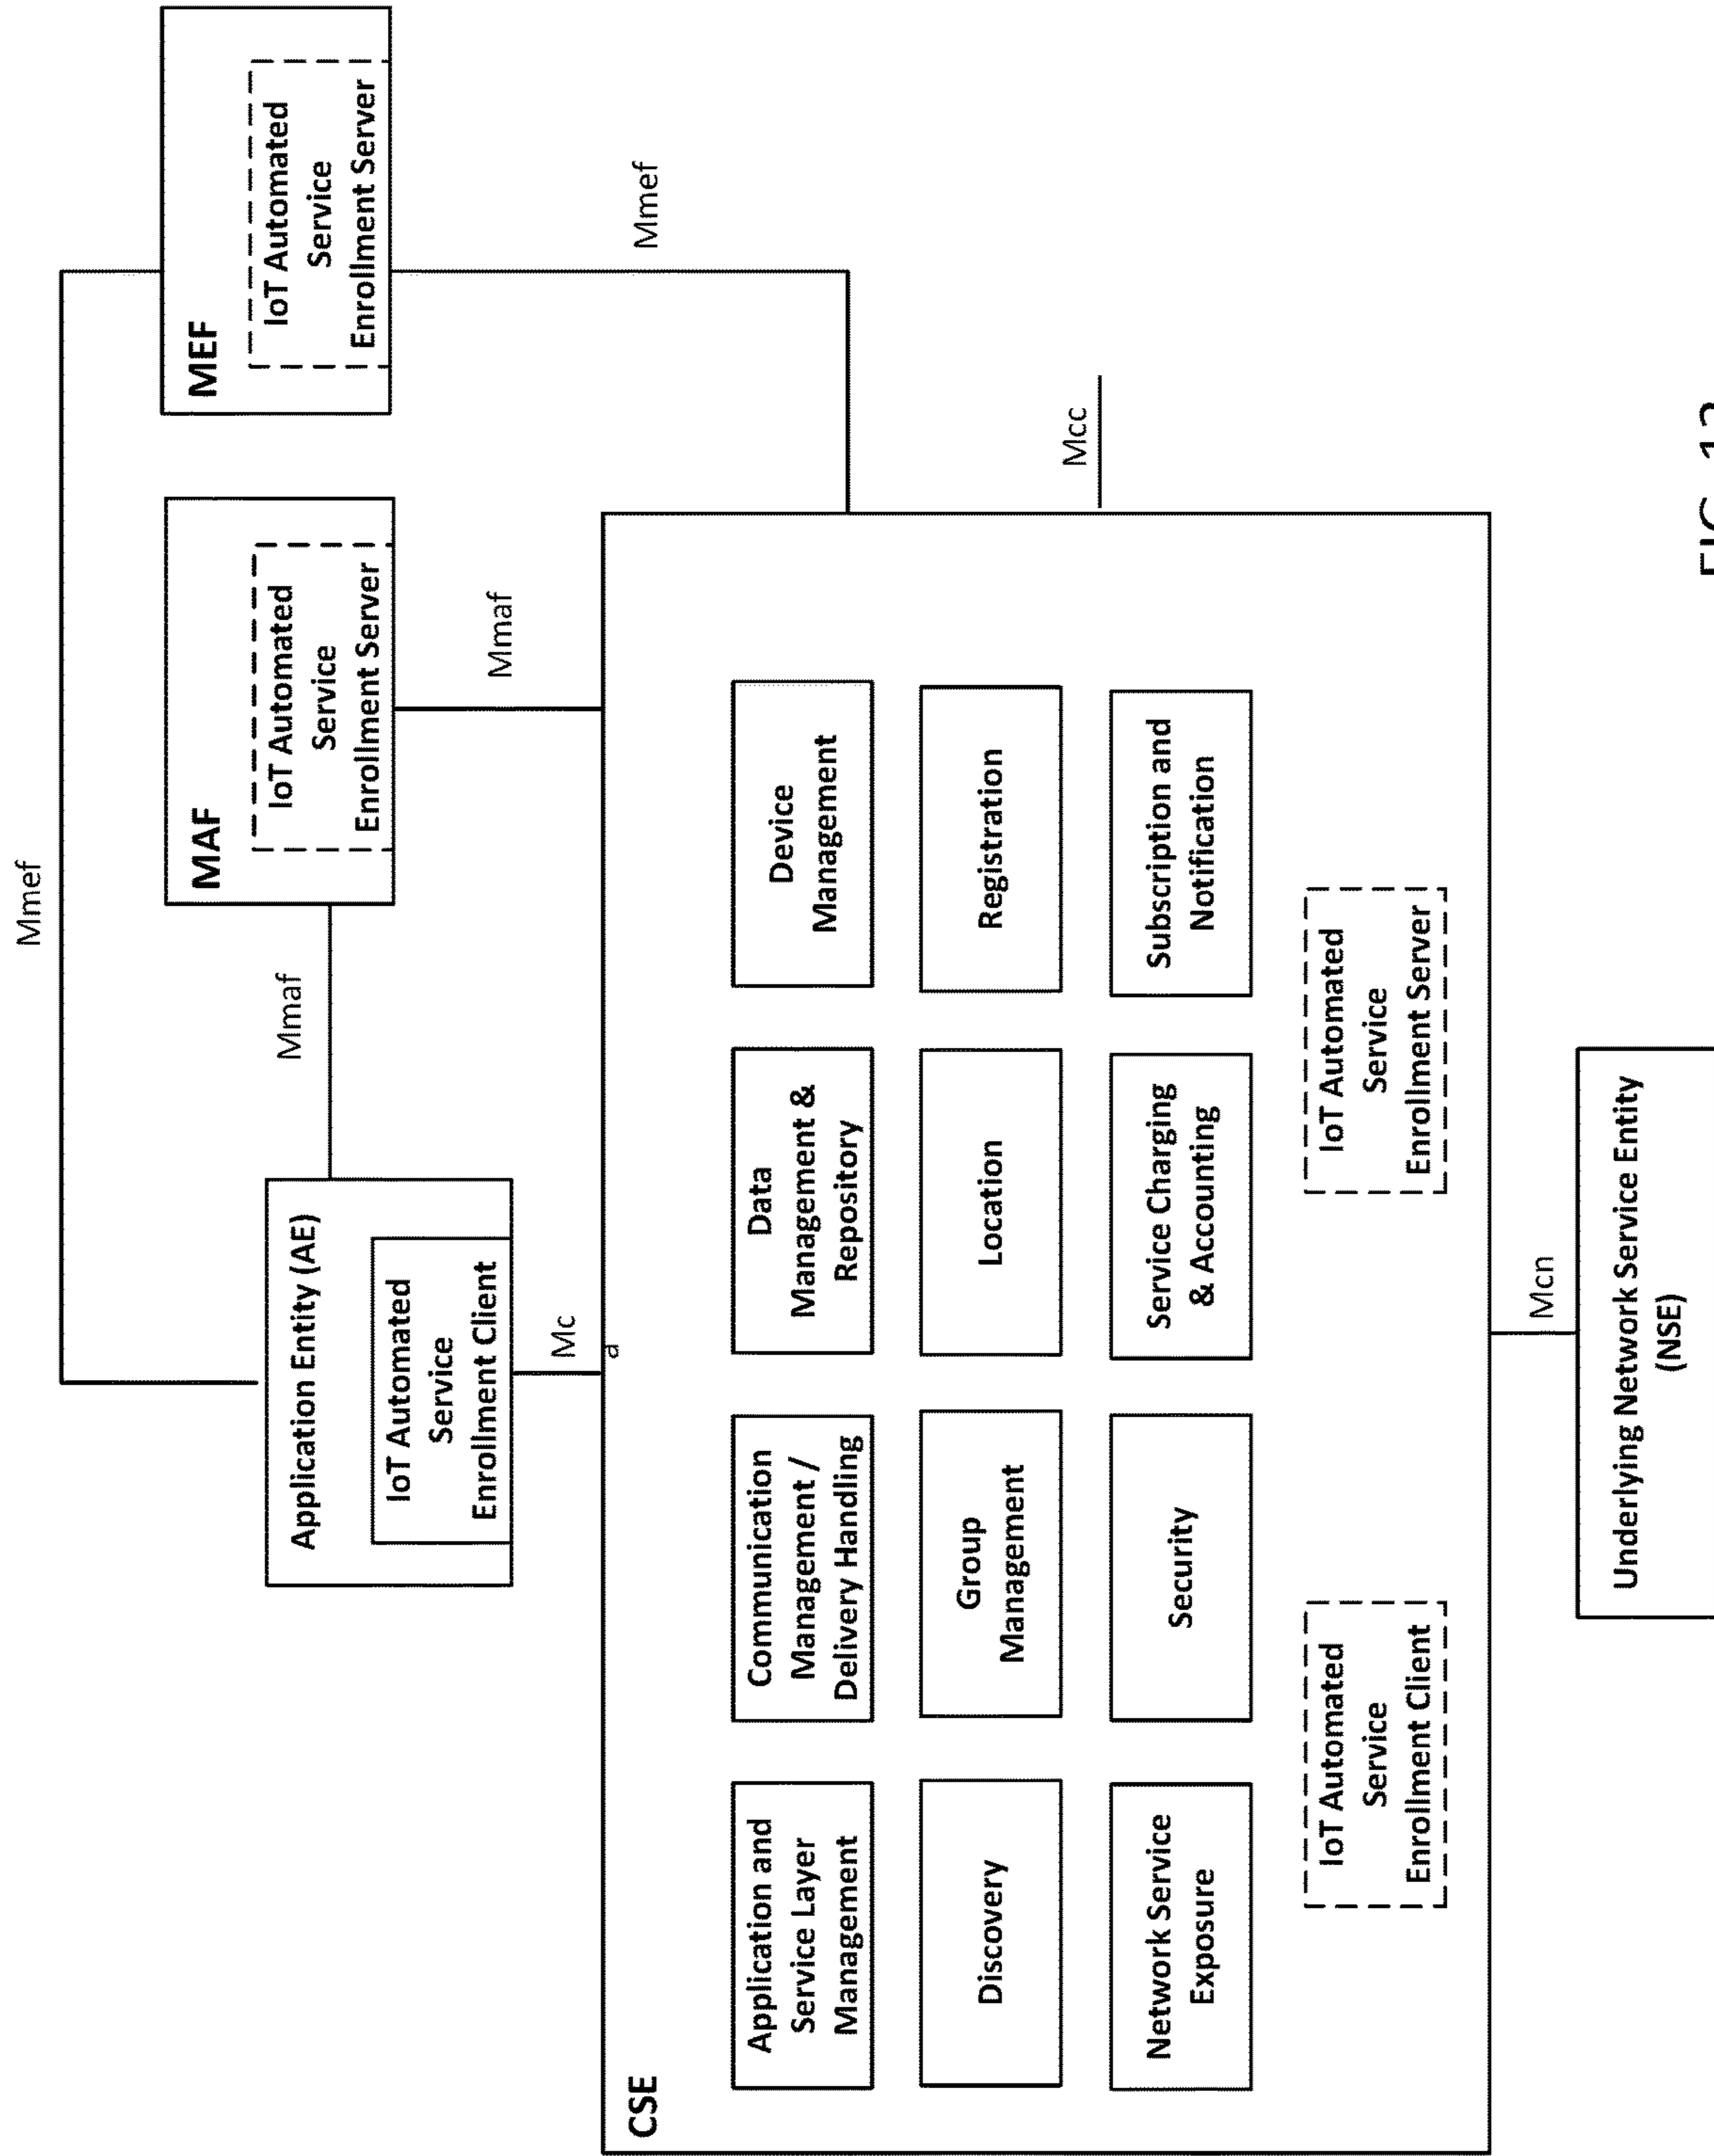 Mmef
MEF
IoT Automated
Service
Enrollment Server
MAF
IoT Automated
Service
Enrollment Server
Mmaf
Application Entity (AE)
IoT Automated
Service
Enrollment Client
Mmaf
Mmef
Mc
a
CSE
Application and
Service Layer
Management
Communication
Management /
Delivery Handling
Data
Management &
Repository
Device
Management
Discovery
Group
Management
Location
Registration
Network Service
Exposure
Security
Service Charging
& Accounting
Subscription and
Notification
IoT Automated
Service
Enrollment Client
IoT Automated
Service
Enrollment Server
Mcc
Mcn
Underlying Network Service Entity
(NSE)